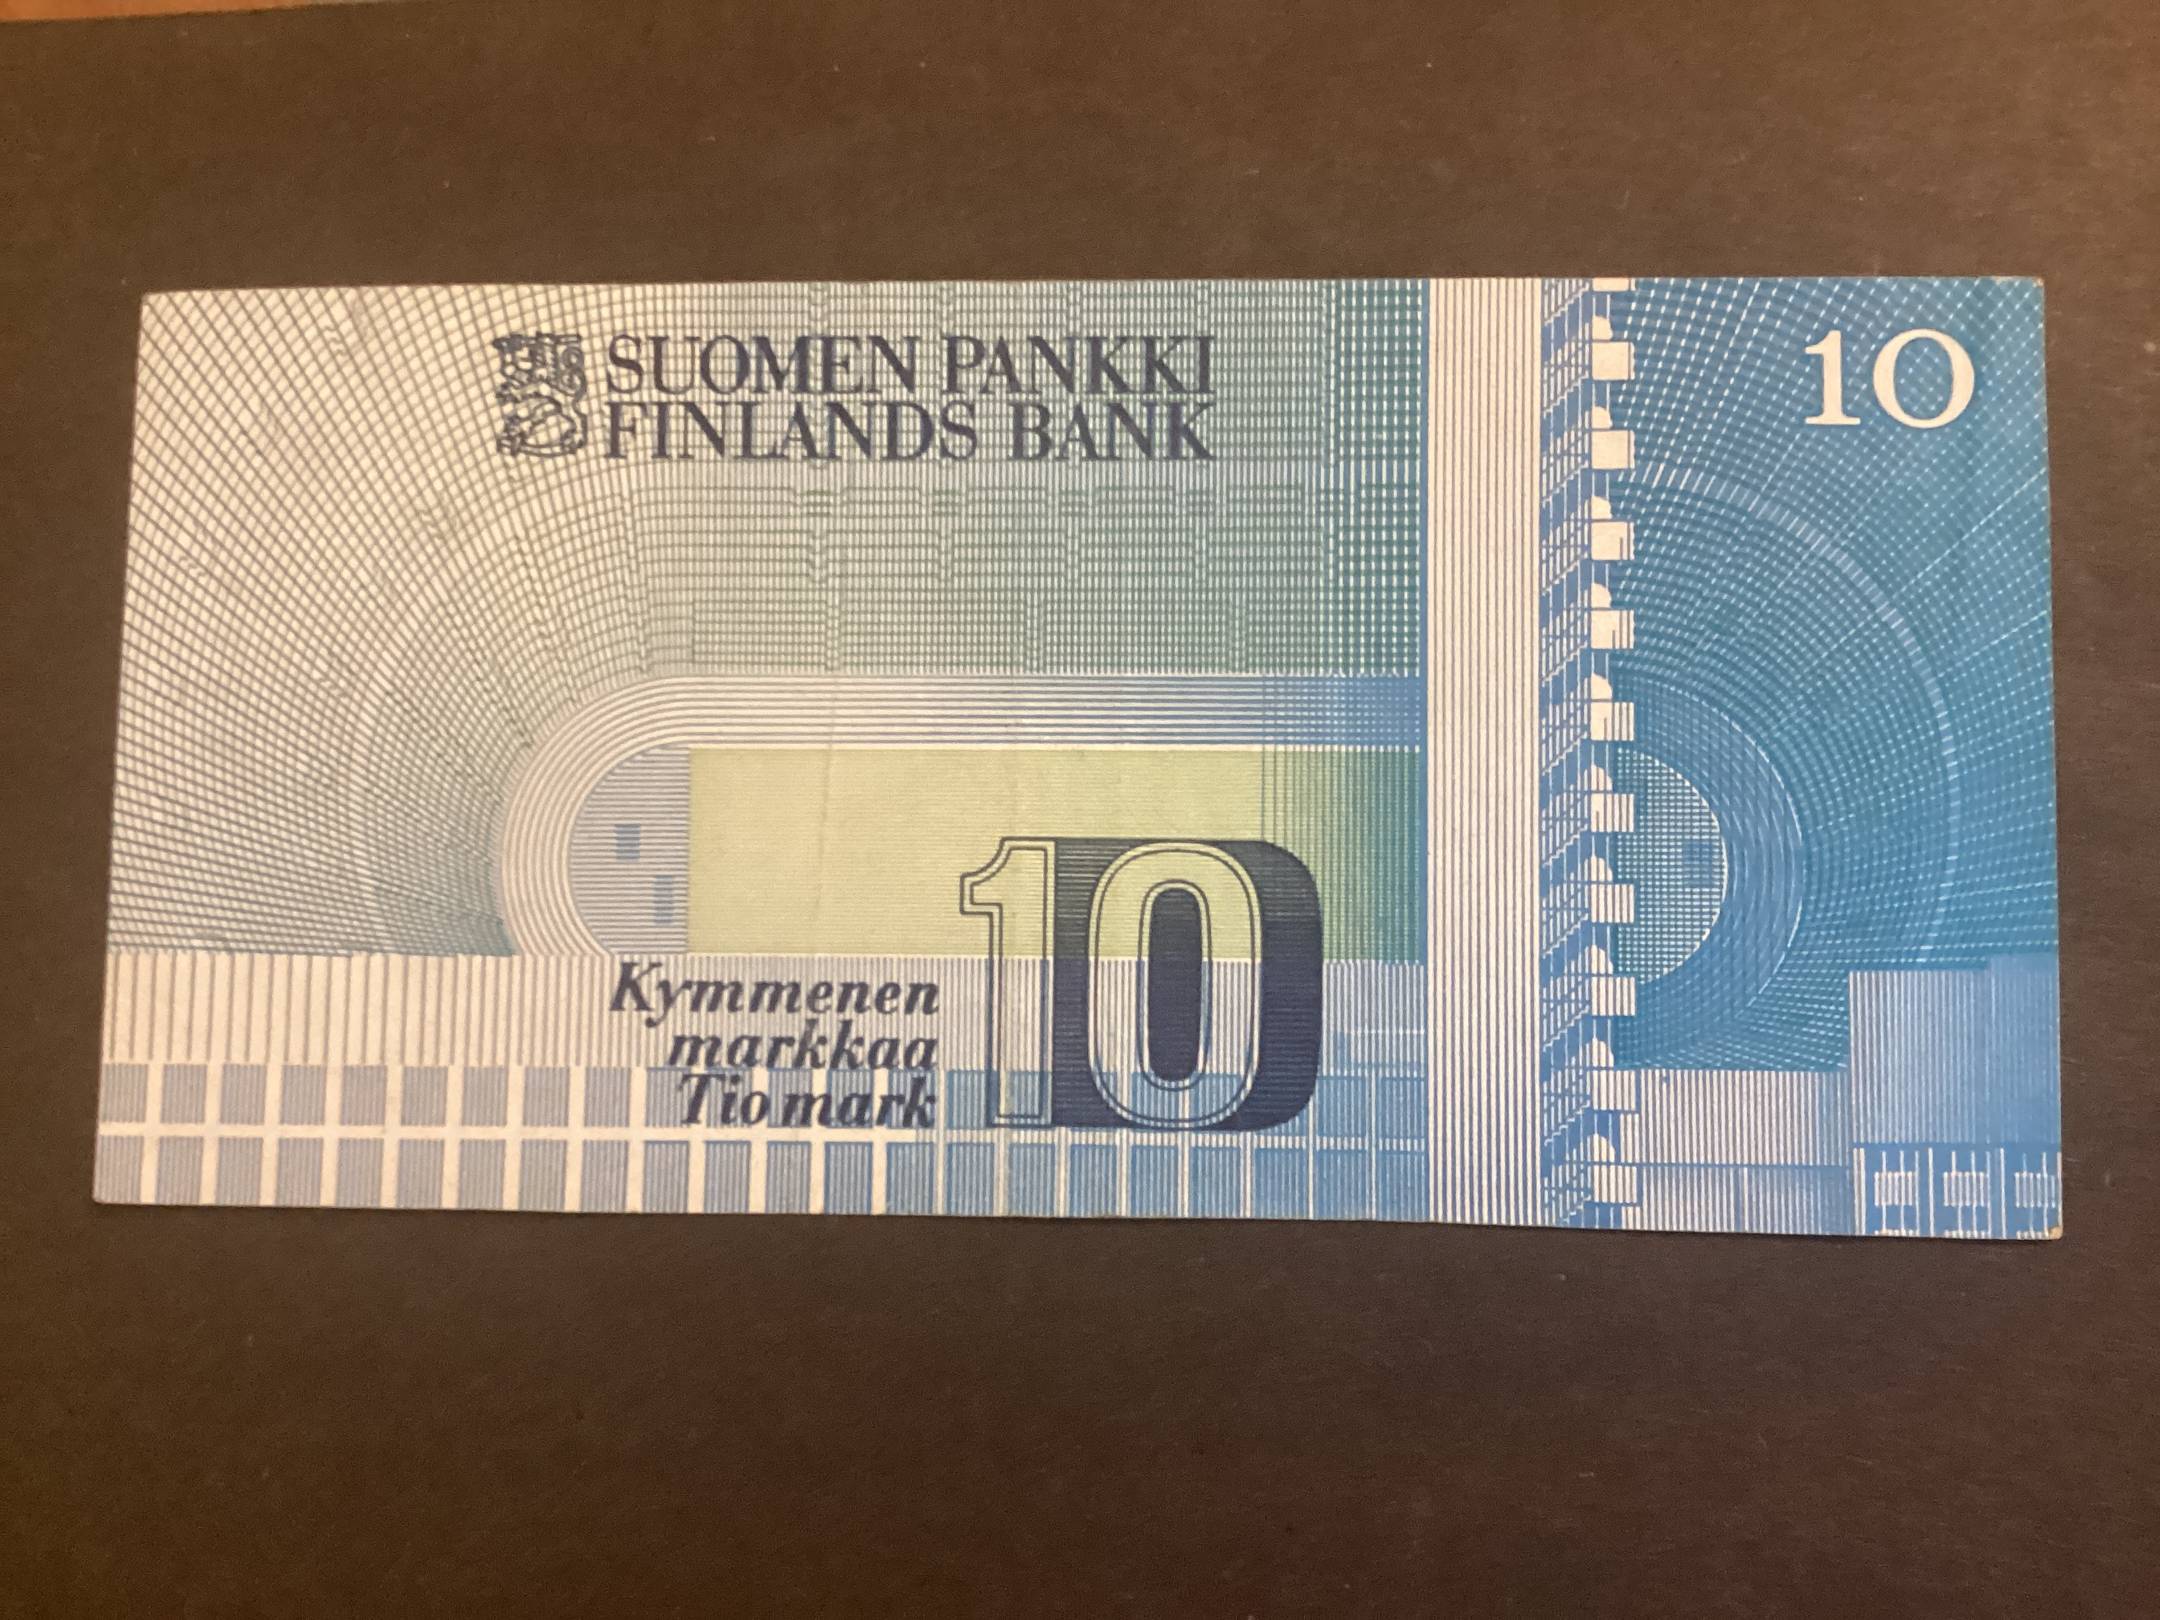 SUOMEN PANKKI
FINLANDS BANK
10
Kymmenen
markkaa
Tio mark
10